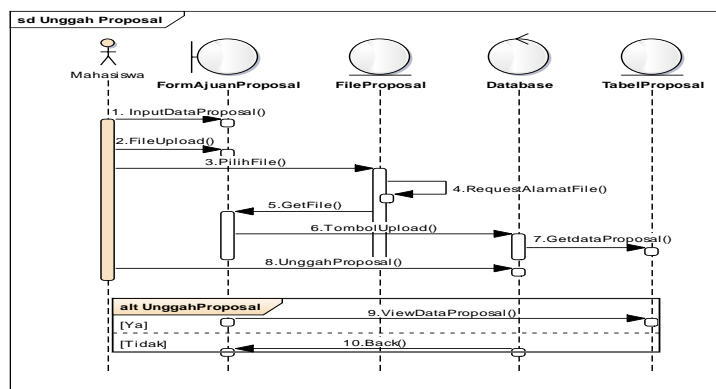 sd Unggah Proposal
Mahasiswa
FormAjuanProposal
FileProposal
Database
TabelProposal
1. InputDataProposal()
2.FileUpload()
3.PilihFile()
4.RequestAlamatFile()
5.GetFile()
6.TombolUpload()
7.GetdataProposal()
8.UnggahProposal()
alt UnggahProposal
9.ViewDataProposal()
[Ya]
[Tidak]
10.Back()